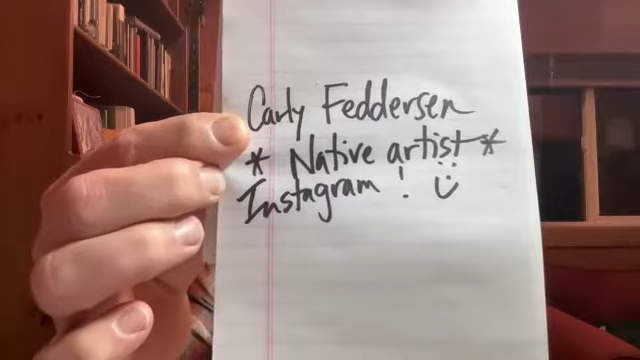 Carly Feddersen
* Native artist *
Instagram ! :)